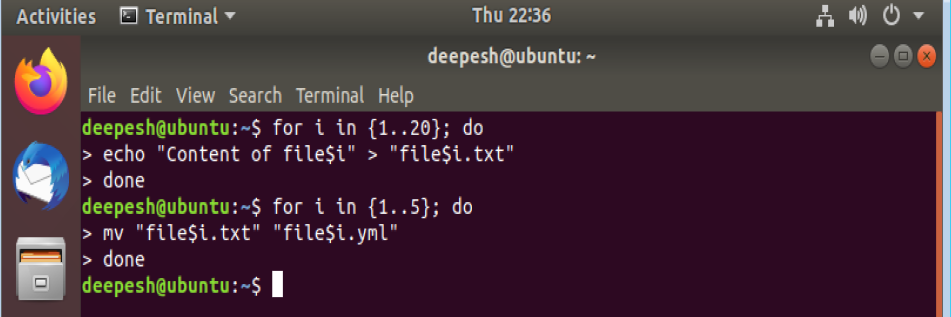 Activities Terminal Thu 22:36
deepesh@ubuntu: ~
File Edit View Search Terminal Help
deepesh@ubuntu:~$ for i in {1..20}; do
> echo "Content of file$i" > "file$i.txt"
> done
deepesh@ubuntu:~$ for i in {1..5}; do
> mv "file$i.txt" "file$i.yml"
> done
deepesh@ubuntu:~$